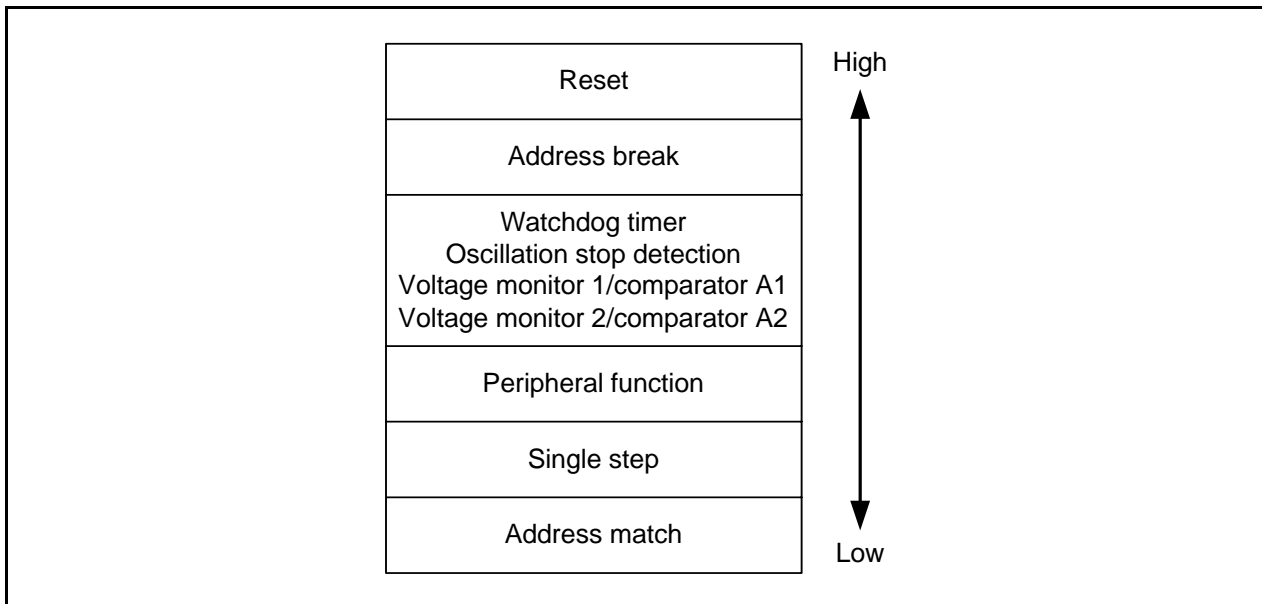 Reset
High
Address break
Watchdog timer
Oscillation stop detection
Voltage monitor 1/comparator A1
Voltage monitor 2/comparator A2
Peripheral function
Single step
Address match
Low